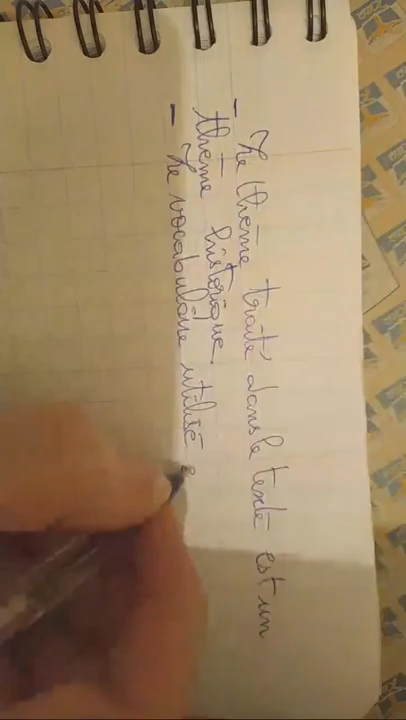 - Le thème traité dans le texte est un
thème historique.
- Le vocabulaire utilisé